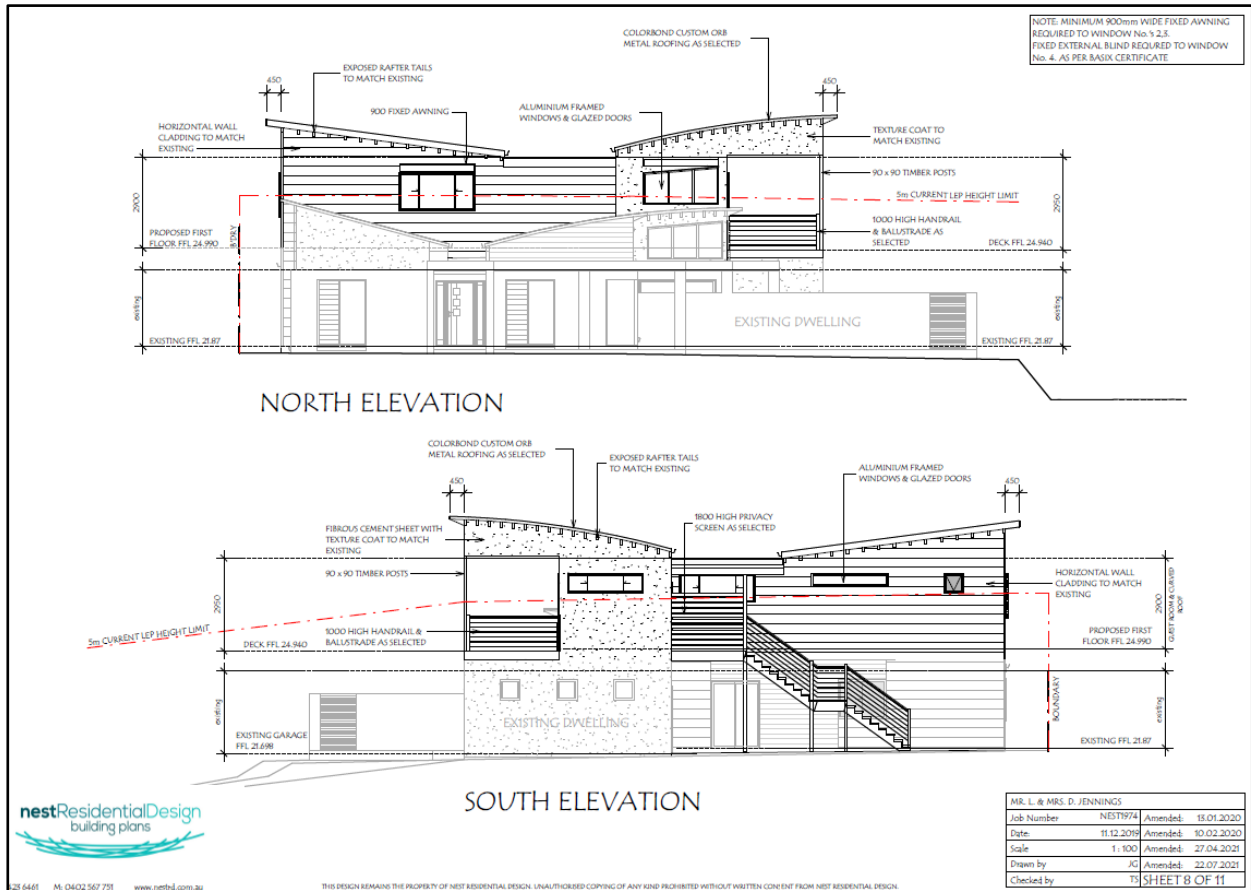 NOTE: MINIMUM 900mm WIDE FIXED AWNING
REQUIRED TO WINDOW No.'s 2,3.
FIXED EXTERNAL BLIND REQURED TO WINDOW
No. 4. AS PER BASIX CERTIFICATE
COLORBOND CUSTOM ORB
METAL ROOFING AS SELECTED
EXPOSED RAFTER TAILS
TO MATCH EXISTING
450
450
900 FIXED AWNING
ALUMINIUM FRAMED
WINDOWS & GLAZED DOORS
HORIZONTAL WALL
CLADDING TO MATCH
EXISTING
TEXTURE COAT TO
MATCH EXISTING
90 x 90 TIMBER POSTS
5m CURRENT LEP HEIGHT LIMIT
2900
2950
PROPOSED FIRST
FLOOR FFL 24.990
B'DRY
1000 HIGH HANDRAIL
& BALUSTRADE AS
SELECTED
DECK FFL 24.940
existing
existing
EXISTING DWELLING
EXISTING FFL 21.87
EXISTING FFL 21.87
NORTH ELEVATION
COLORBOND CUSTOM ORB
METAL ROOFING AS SELECTED
EXPOSED RAFTER TAILS
TO MATCH EXISTING
ALUMINIUM FRAMED
WINDOWS & GLAZED DOORS
450
450
1800 HIGH PRIVACY
SCREEN AS SELECTED
FIBROUS CEMENT SHEET WITH
TEXTURE COAT TO MATCH
EXISTING
90 x 90 TIMBER POSTS
HORIZONTAL WALL
CLADDING TO MATCH
EXISTING
2950
2900
GUEST ROOM & CURVED
ROOF
5m CURRENT LEP HEIGHT LIMIT
1000 HIGH HANDRAIL &
BALUSTRADE AS SELECTED
DECK FFL 24.940
PROPOSED FIRST
FLOOR FFL 24.990
existing
BOUNDARY
existing
EXISTING DWELLING
EXISTING GARAGE
FFL 21.698
EXISTING FFL 21.87
SOUTH ELEVATION
nestResidentialDesign
building plans
MR. L. & MRS. D. JENNINGS
Job Number NEST1974 Amended: 13.01.2020
Date: 11.12.2019 Amended: 10.02.2020
Scale 1 : 100 Amended: 27.04.2021
Drawn by JG Amended: 22.07.2021
Checked by TS SHEET 8 OF 11
6461 M: 0402 567 751 www.nestrd.com.au
THIS DESIGN REMAINS THE PROPERTY OF NEST RESIDENTIAL DESIGN. UNAUTHORISED COPYING OF ANY KIND PROHIBITED WITHOUT WRITTEN CONSENT FROM NEST RESIDENTIAL DESIGN.